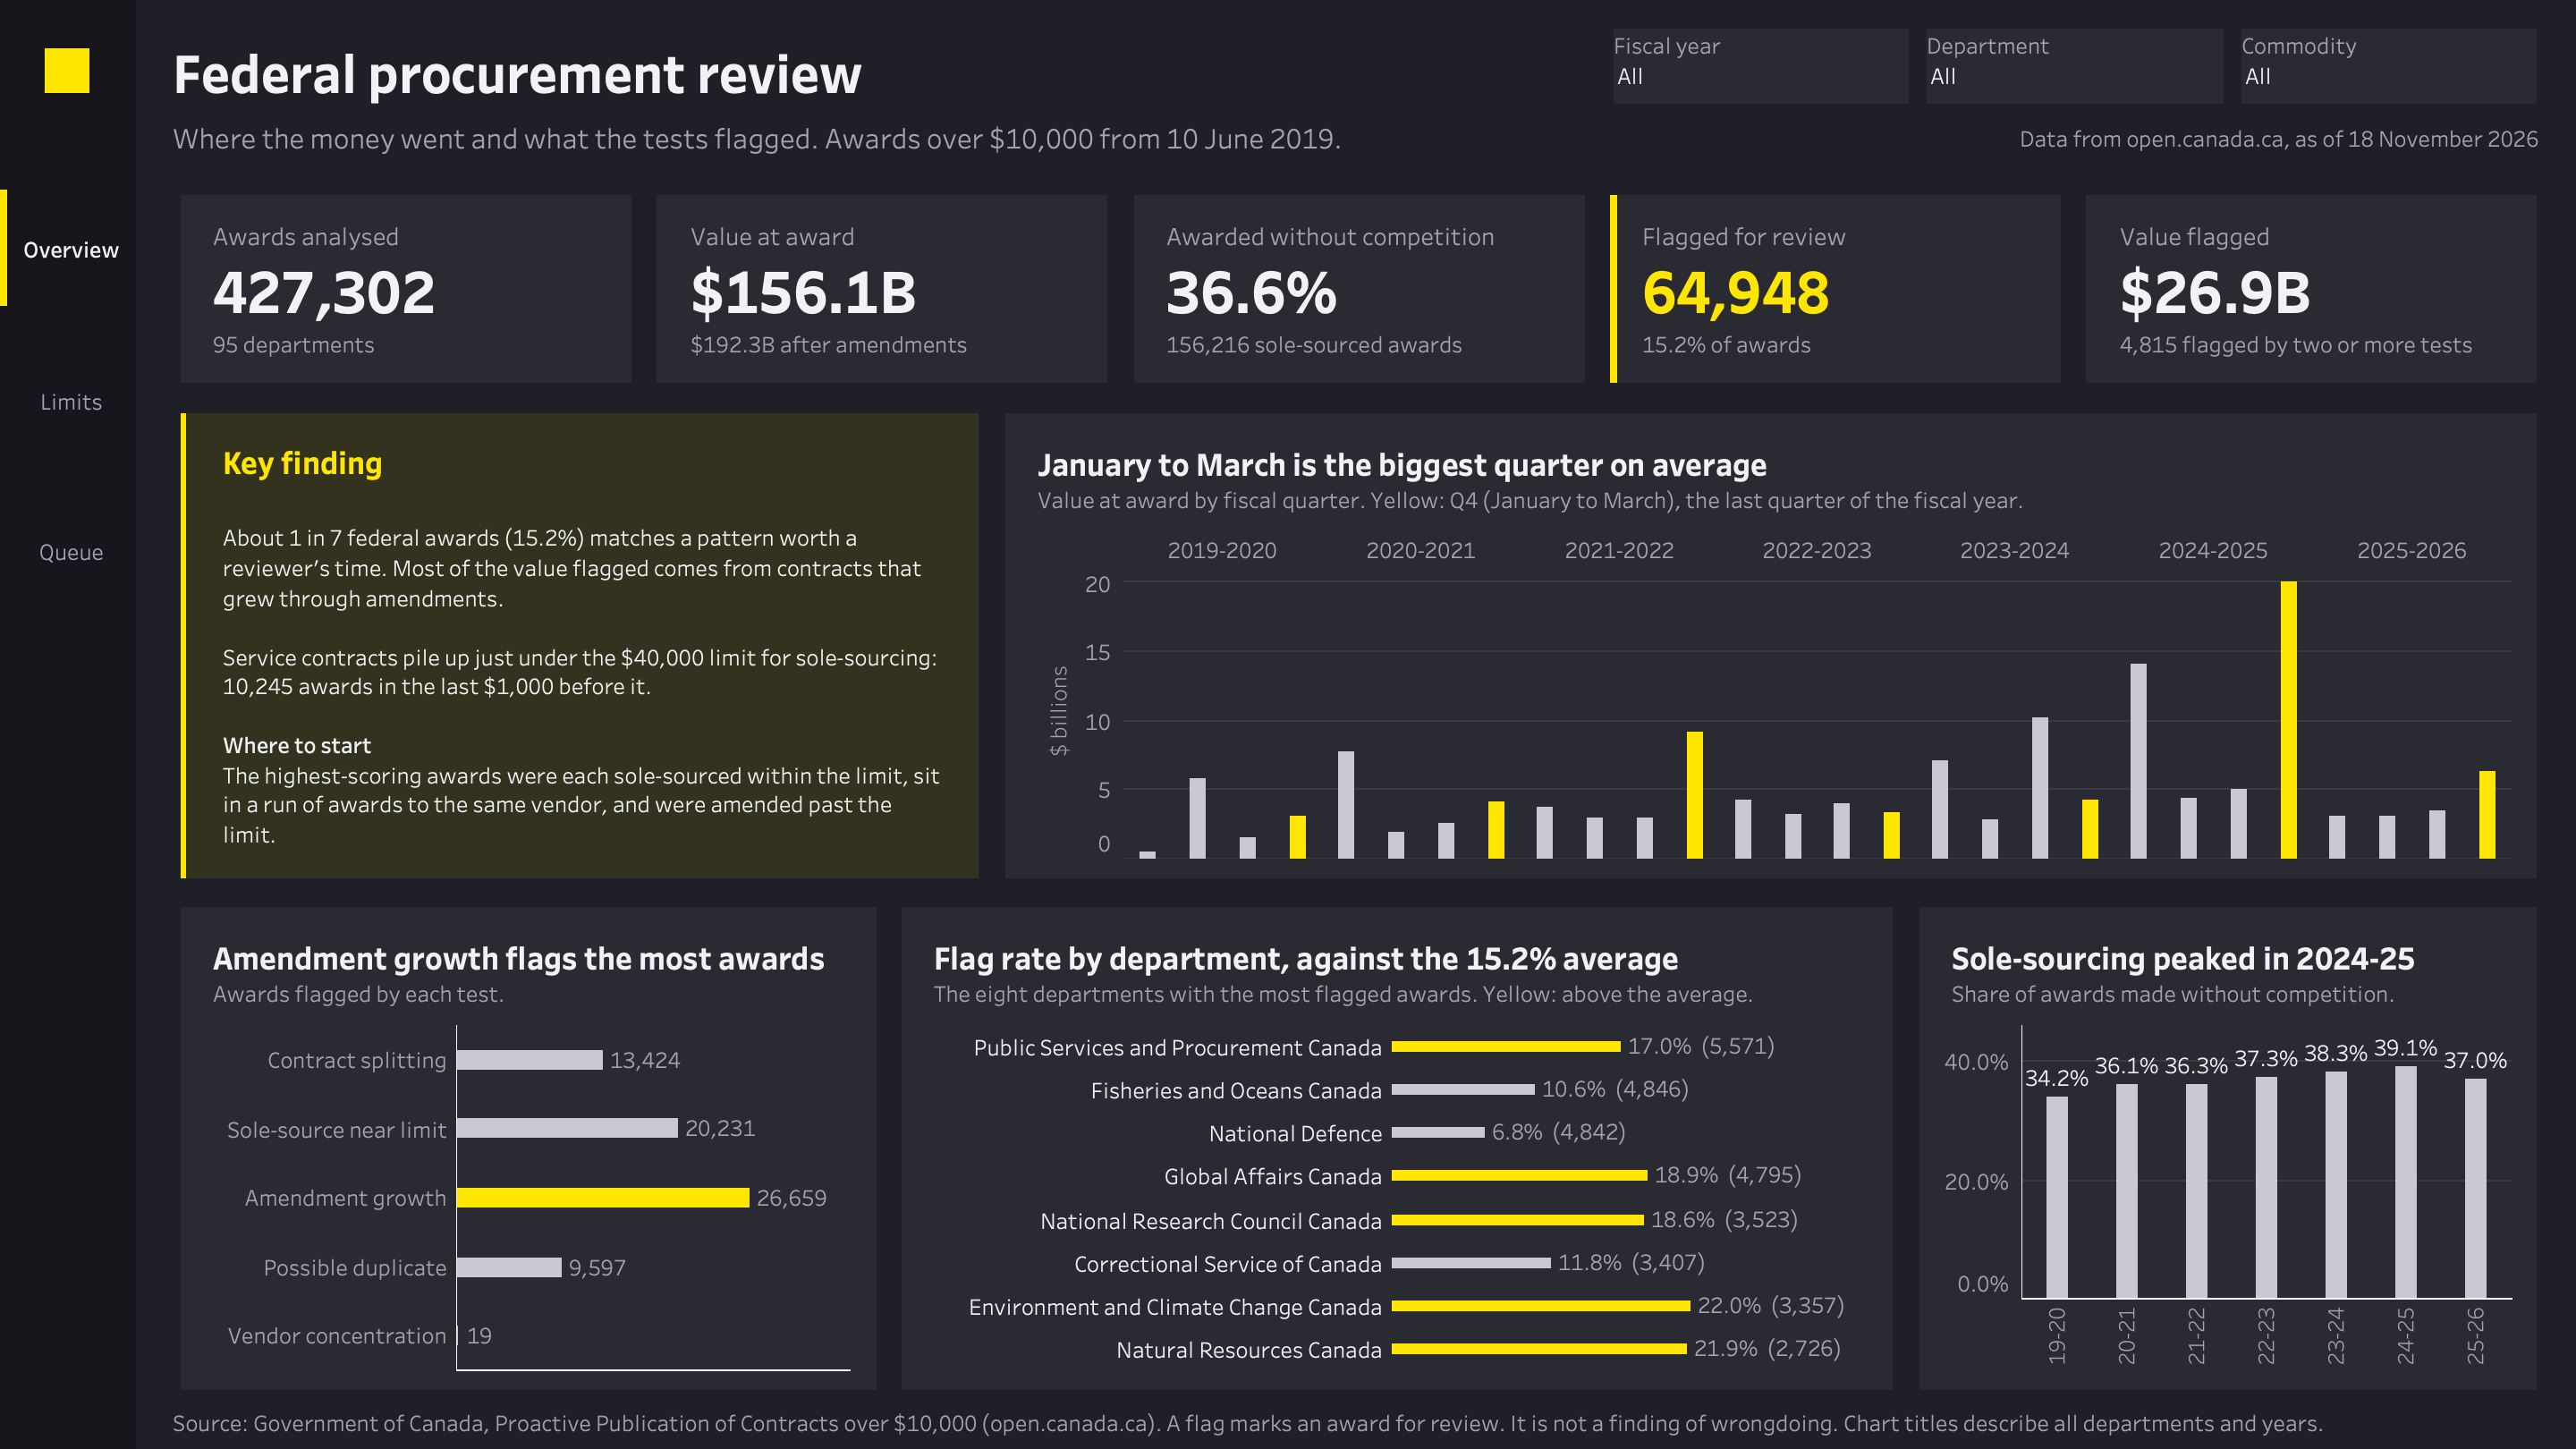 Federal procurement review
Where the money went and what the tests flagged. Awards over $10,000 from 10 June 2019.
Fiscal year
All
Department
All
Commodity
All
Data from open.canada.ca, as of 18 November 2026
Overview
Limits
Queue
Awards analysed
427,302
95 departments
Value at award
$156.1B
$192.3B after amendments
Awarded without competition
36.6%
156,216 sole-sourced awards
Flagged for review
64,948
15.2% of awards
Value flagged
$26.9B
4,815 flagged by two or more tests
Key finding
About 1 in 7 federal awards (15.2%) matches a pattern worth a
reviewer’s time. Most of the value flagged comes from contracts that
grew through amendments.
Service contracts pile up just under the $40,000 limit for sole-sourcing:
10,245 awards in the last $1,000 before it.
Where to start
The highest-scoring awards were each sole-sourced within the limit, sit
in a run of awards to the same vendor, and were amended past the
limit.
January to March is the biggest quarter on average
Value at award by fiscal quarter. Yellow: Q4 (January to March), the last quarter of the fiscal year.
2019-2020 2020-2021 2021-2022 2022-2023 2023-2024 2024-2025 2025-2026
$ billions
20
15
10
5
0
Amendment growth flags the most awards
Awards flagged by each test.
Contract splitting 13,424
Sole-source near limit 20,231
Amendment growth 26,659
Possible duplicate 9,597
Vendor concentration 19
Flag rate by department, against the 15.2% average
The eight departments with the most flagged awards. Yellow: above the average.
Public Services and Procurement Canada 17.0% (5,571)
Fisheries and Oceans Canada 10.6% (4,846)
National Defence 6.8% (4,842)
Global Affairs Canada 18.9% (4,795)
National Research Council Canada 18.6% (3,523)
Correctional Service of Canada 11.8% (3,407)
Environment and Climate Change Canada 22.0% (3,357)
Natural Resources Canada 21.9% (2,726)
Sole-sourcing peaked in 2024-25
Share of awards made without competition.
40.0%
20.0%
0.0%
34.2% 36.1% 36.3% 37.3% 38.3% 39.1% 37.0%
19-20 20-21 21-22 22-23 23-24 24-25 25-26
Source: Government of Canada, Proactive Publication of Contracts over $10,000 (open.canada.ca). A flag marks an award for review. It is not a finding of wrongdoing. Chart titles describe all departments and years.